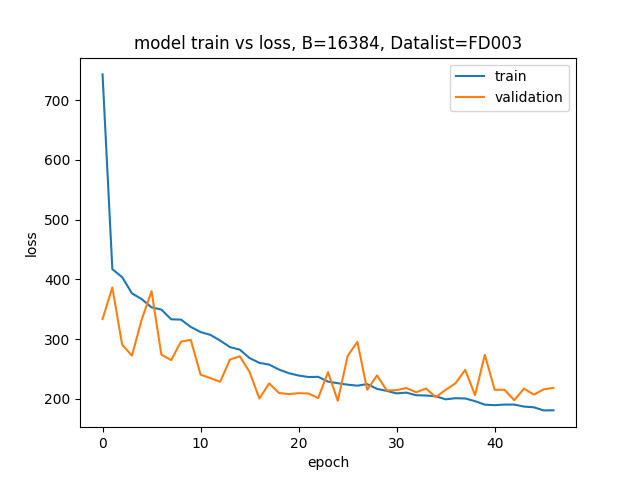 model train vs loss, B=16384, Datalist=FD003
train
validation
700
600
500
400
300
200
loss
0
10
20
30
40
epoch